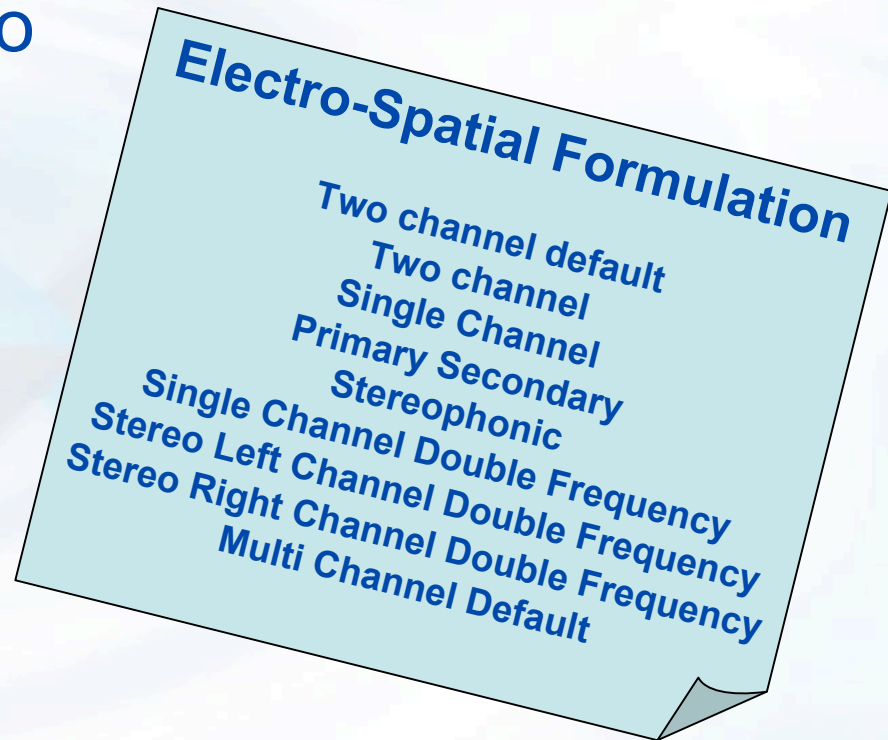 o
Electro-Spatial Formulation
Two channel default
Two channel
Single Channel
Primary Secondary
Stereophonic
Single Channel Double Frequency
Stereo Left Channel Double Frequency
Stereo Right Channel Double Frequency
Multi Channel Default